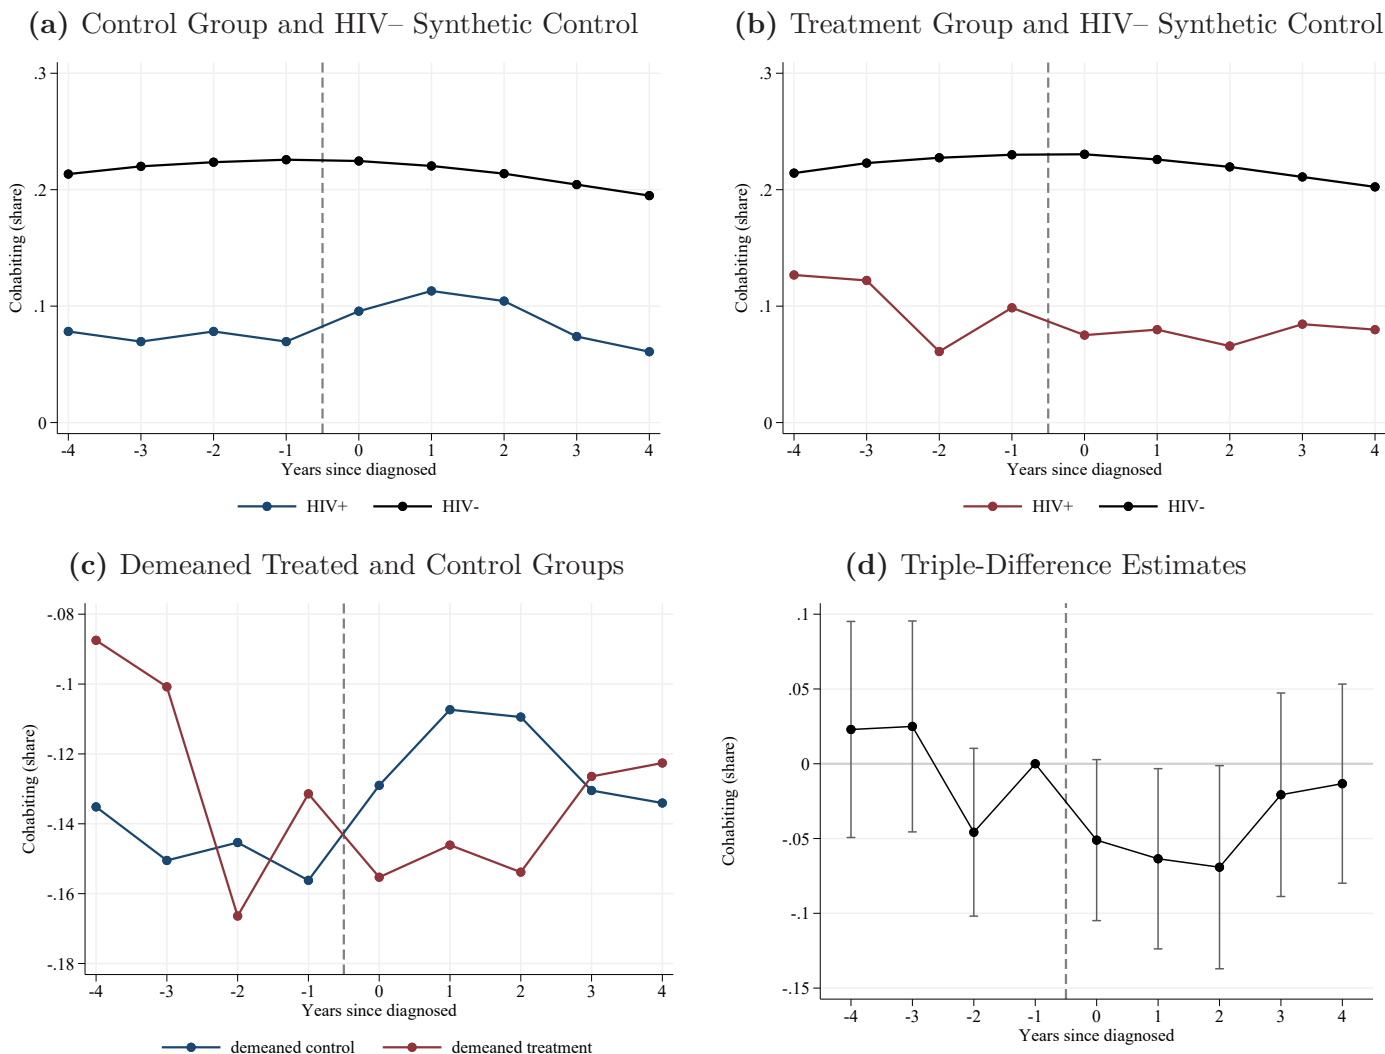 (a) Control Group and HIV– Synthetic Control
.3
.2
.1
0
Cohabiting (share)
-4 -3 -2 -1 0 1 2 3 4
Years since diagnosed
HIV+ HIV-
(b) Treatment Group and HIV– Synthetic Control
.3
.2
.1
0
Cohabiting (share)
-4 -3 -2 -1 0 1 2 3 4
Years since diagnosed
HIV+ HIV-
(c) Demeaned Treated and Control Groups
-.08
-.1
-.12
-.14
-.16
-.18
Cohabiting (share)
-4 -3 -2 -1 0 1 2 3 4
Years since diagnosed
demeaned control demeaned treatment
(d) Triple-Difference Estimates
.1
.05
0
-.05
-.1
-.15
Cohabiting (share)
-4 -3 -2 -1 0 1 2 3 4
Years since diagnosed